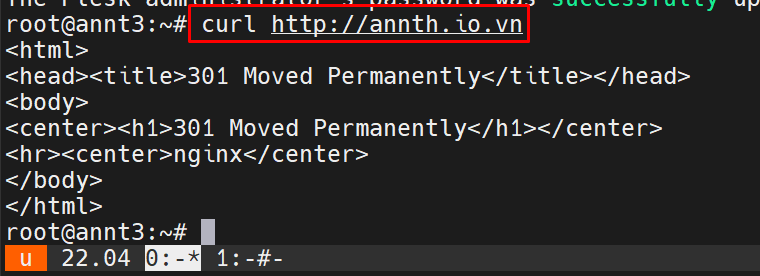 The Plesk administrator's password was successfully up
root@annt3:~# curl http://annth.io.vn
<html>
<head><title>301 Moved Permanently</title></head>
<body>
<center><h1>301 Moved Permanently</h1></center>
<hr><center>nginx</center>
</body>
</html>
root@annt3:~#
u 22.04 0:-* 1:-#-